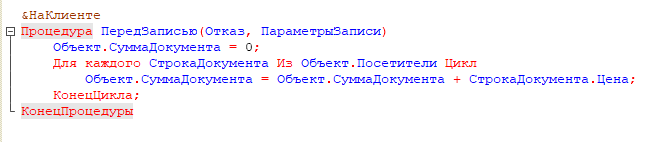 &НаКлиенте
Процедура ПередЗаписью(Отказ, ПараметрыЗаписи)
Объект.СуммаДокумента = 0;
Для каждого СтрокаДокумента Из Объект.Посетители Цикл
Объект.СуммаДокумента = Объект.СуммаДокумента + СтрокаДокумента.Цена;
КонецЦикла;
КонецПроцедуры